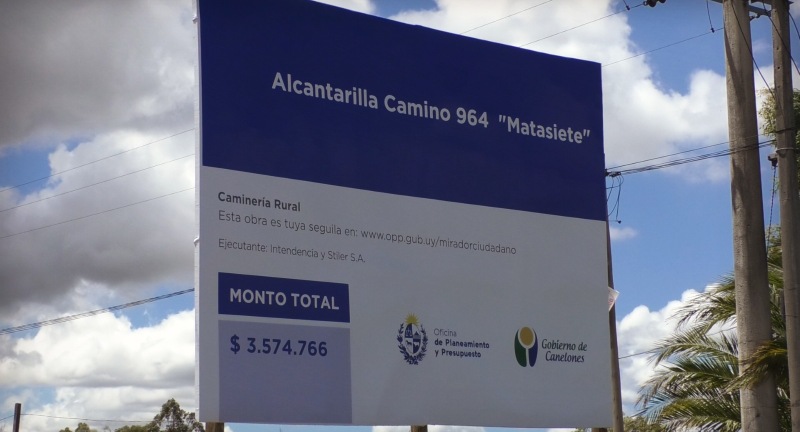 Alcantarilla Camino 964 "Matasiete"
Caminería Rural
Esta obra es tuya seguila en: www.opp.gub.uy/miradorciudadano
Ejecutante: Intendencia y Stiler S.A.
MONTO TOTAL
$ 3.574.766
Oficina
de Planeamiento
y Presupuesto
Gobierno de
Canelones